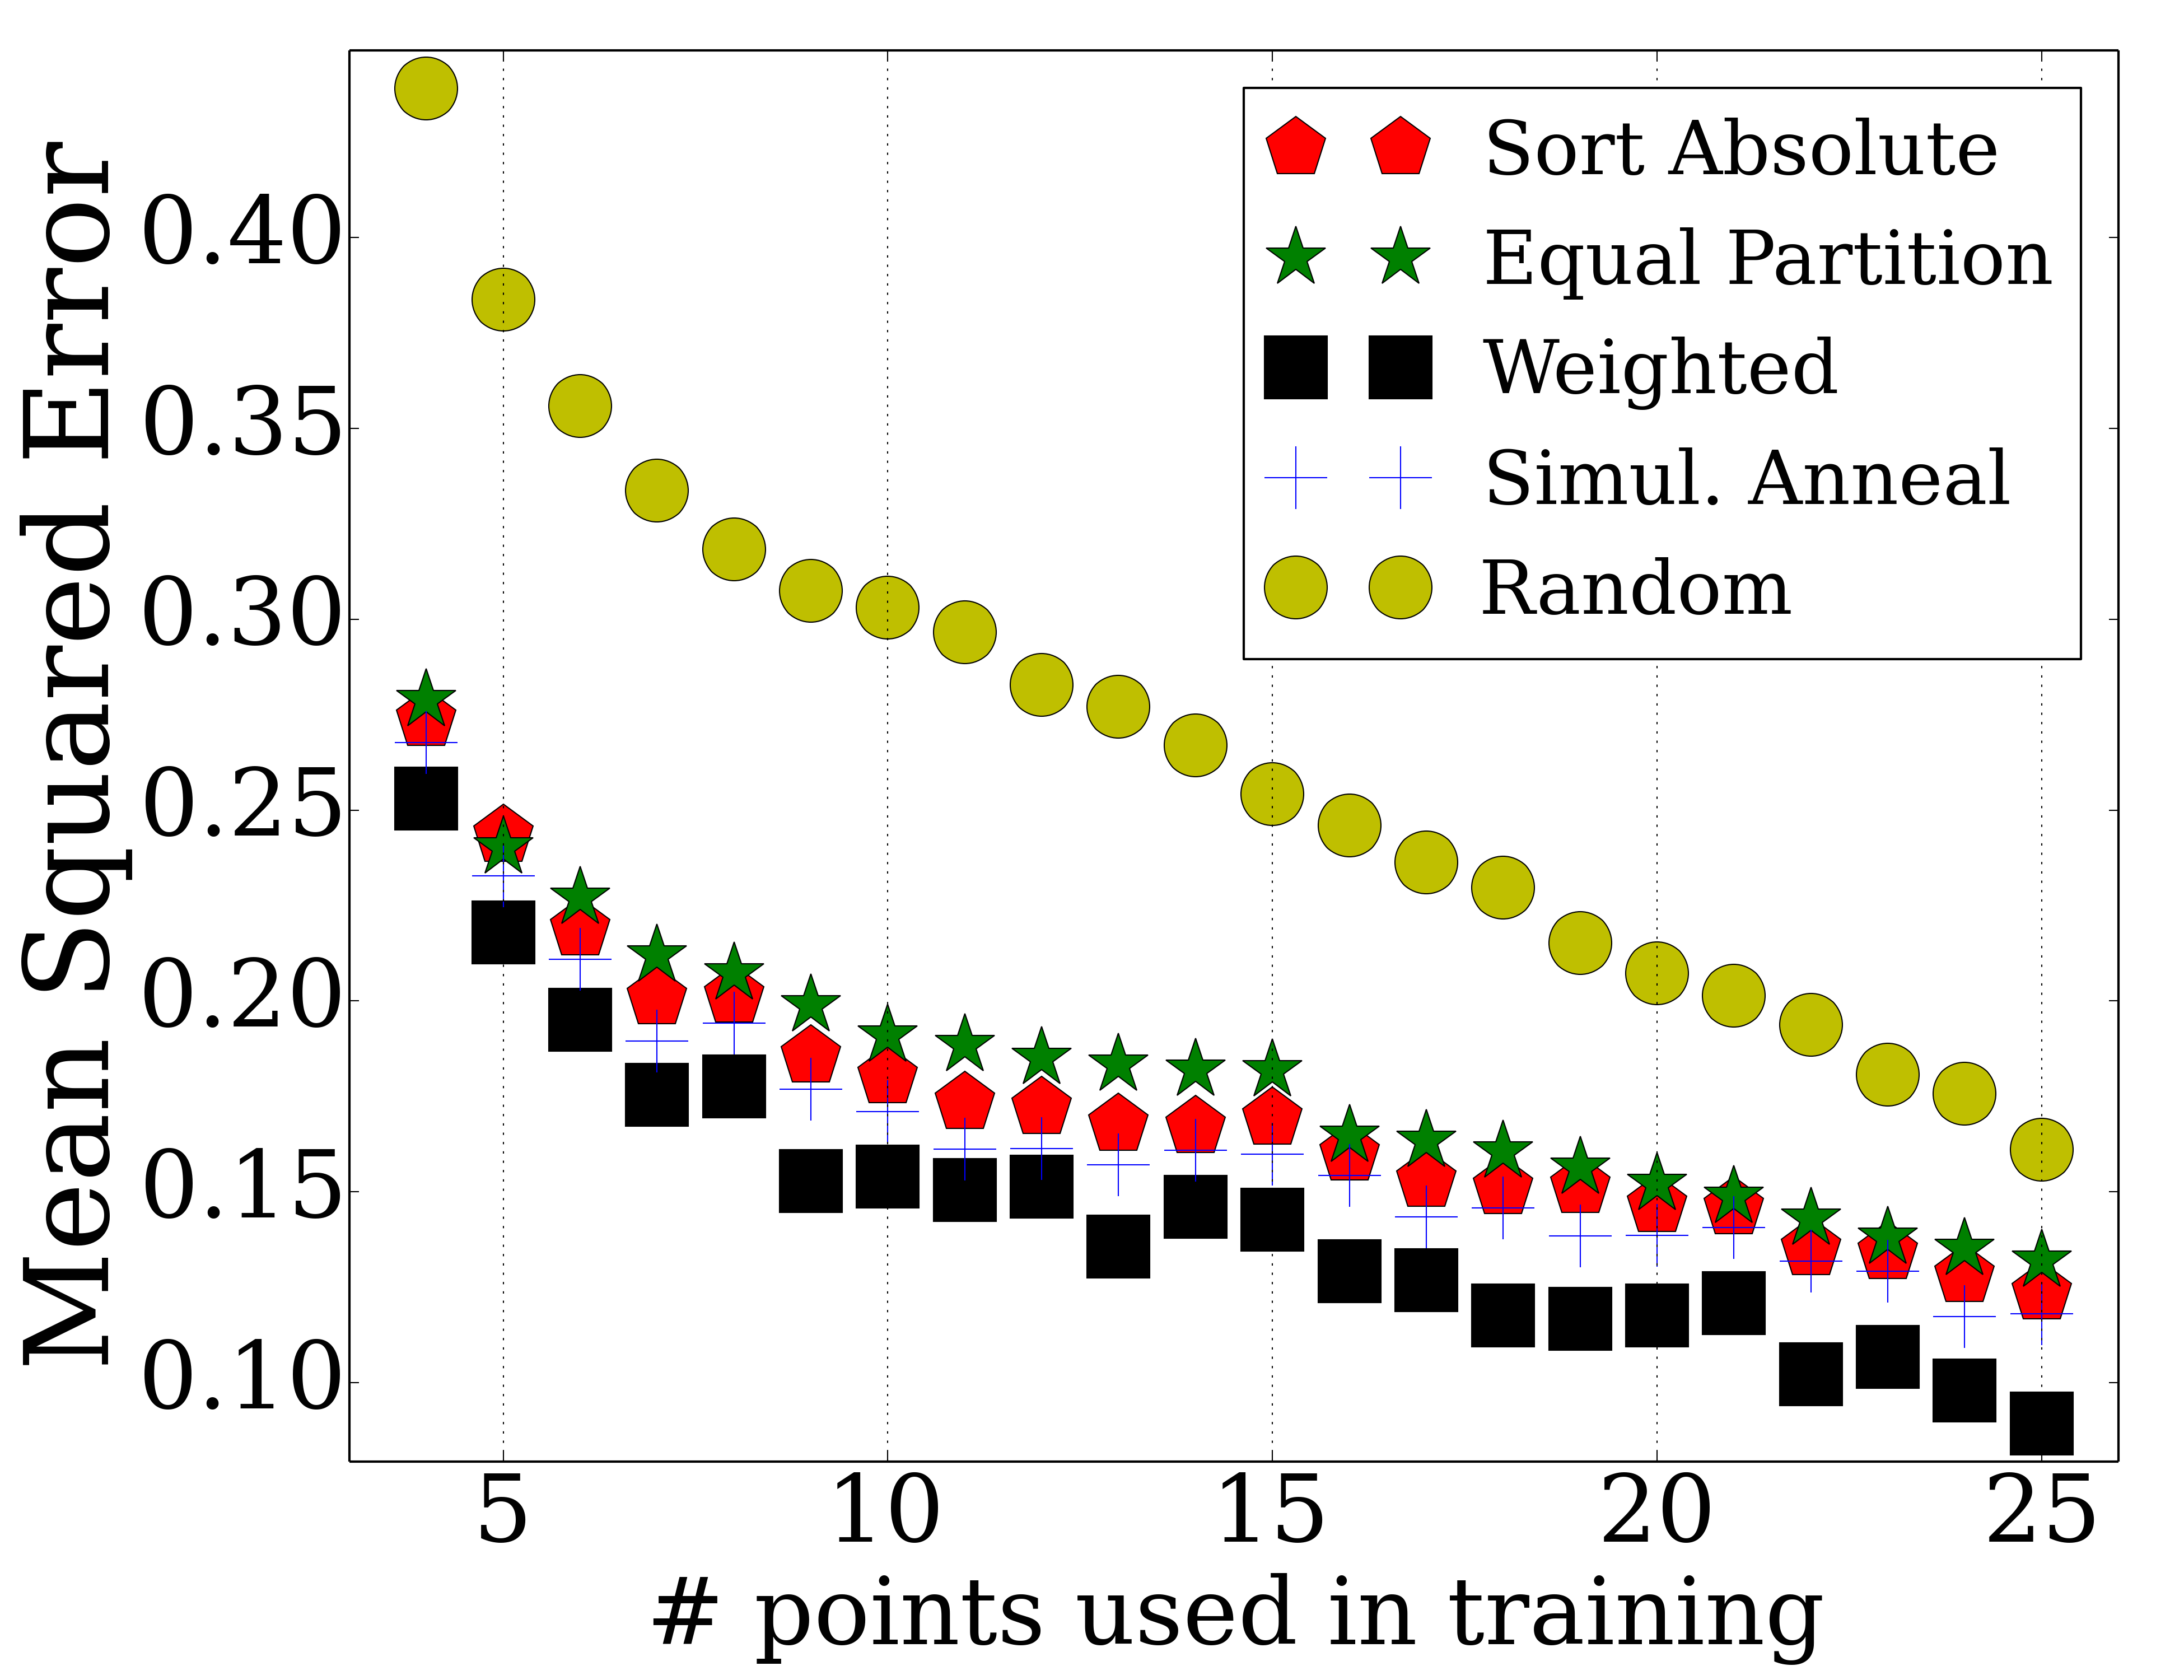 Mean Squared Error
0.40
0.35
0.30
0.25
0.20
0.15
0.10
Sort Absolute
Equal Partition
Weighted
Simul. Anneal
Random
5 10 15 20 25
# points used in training